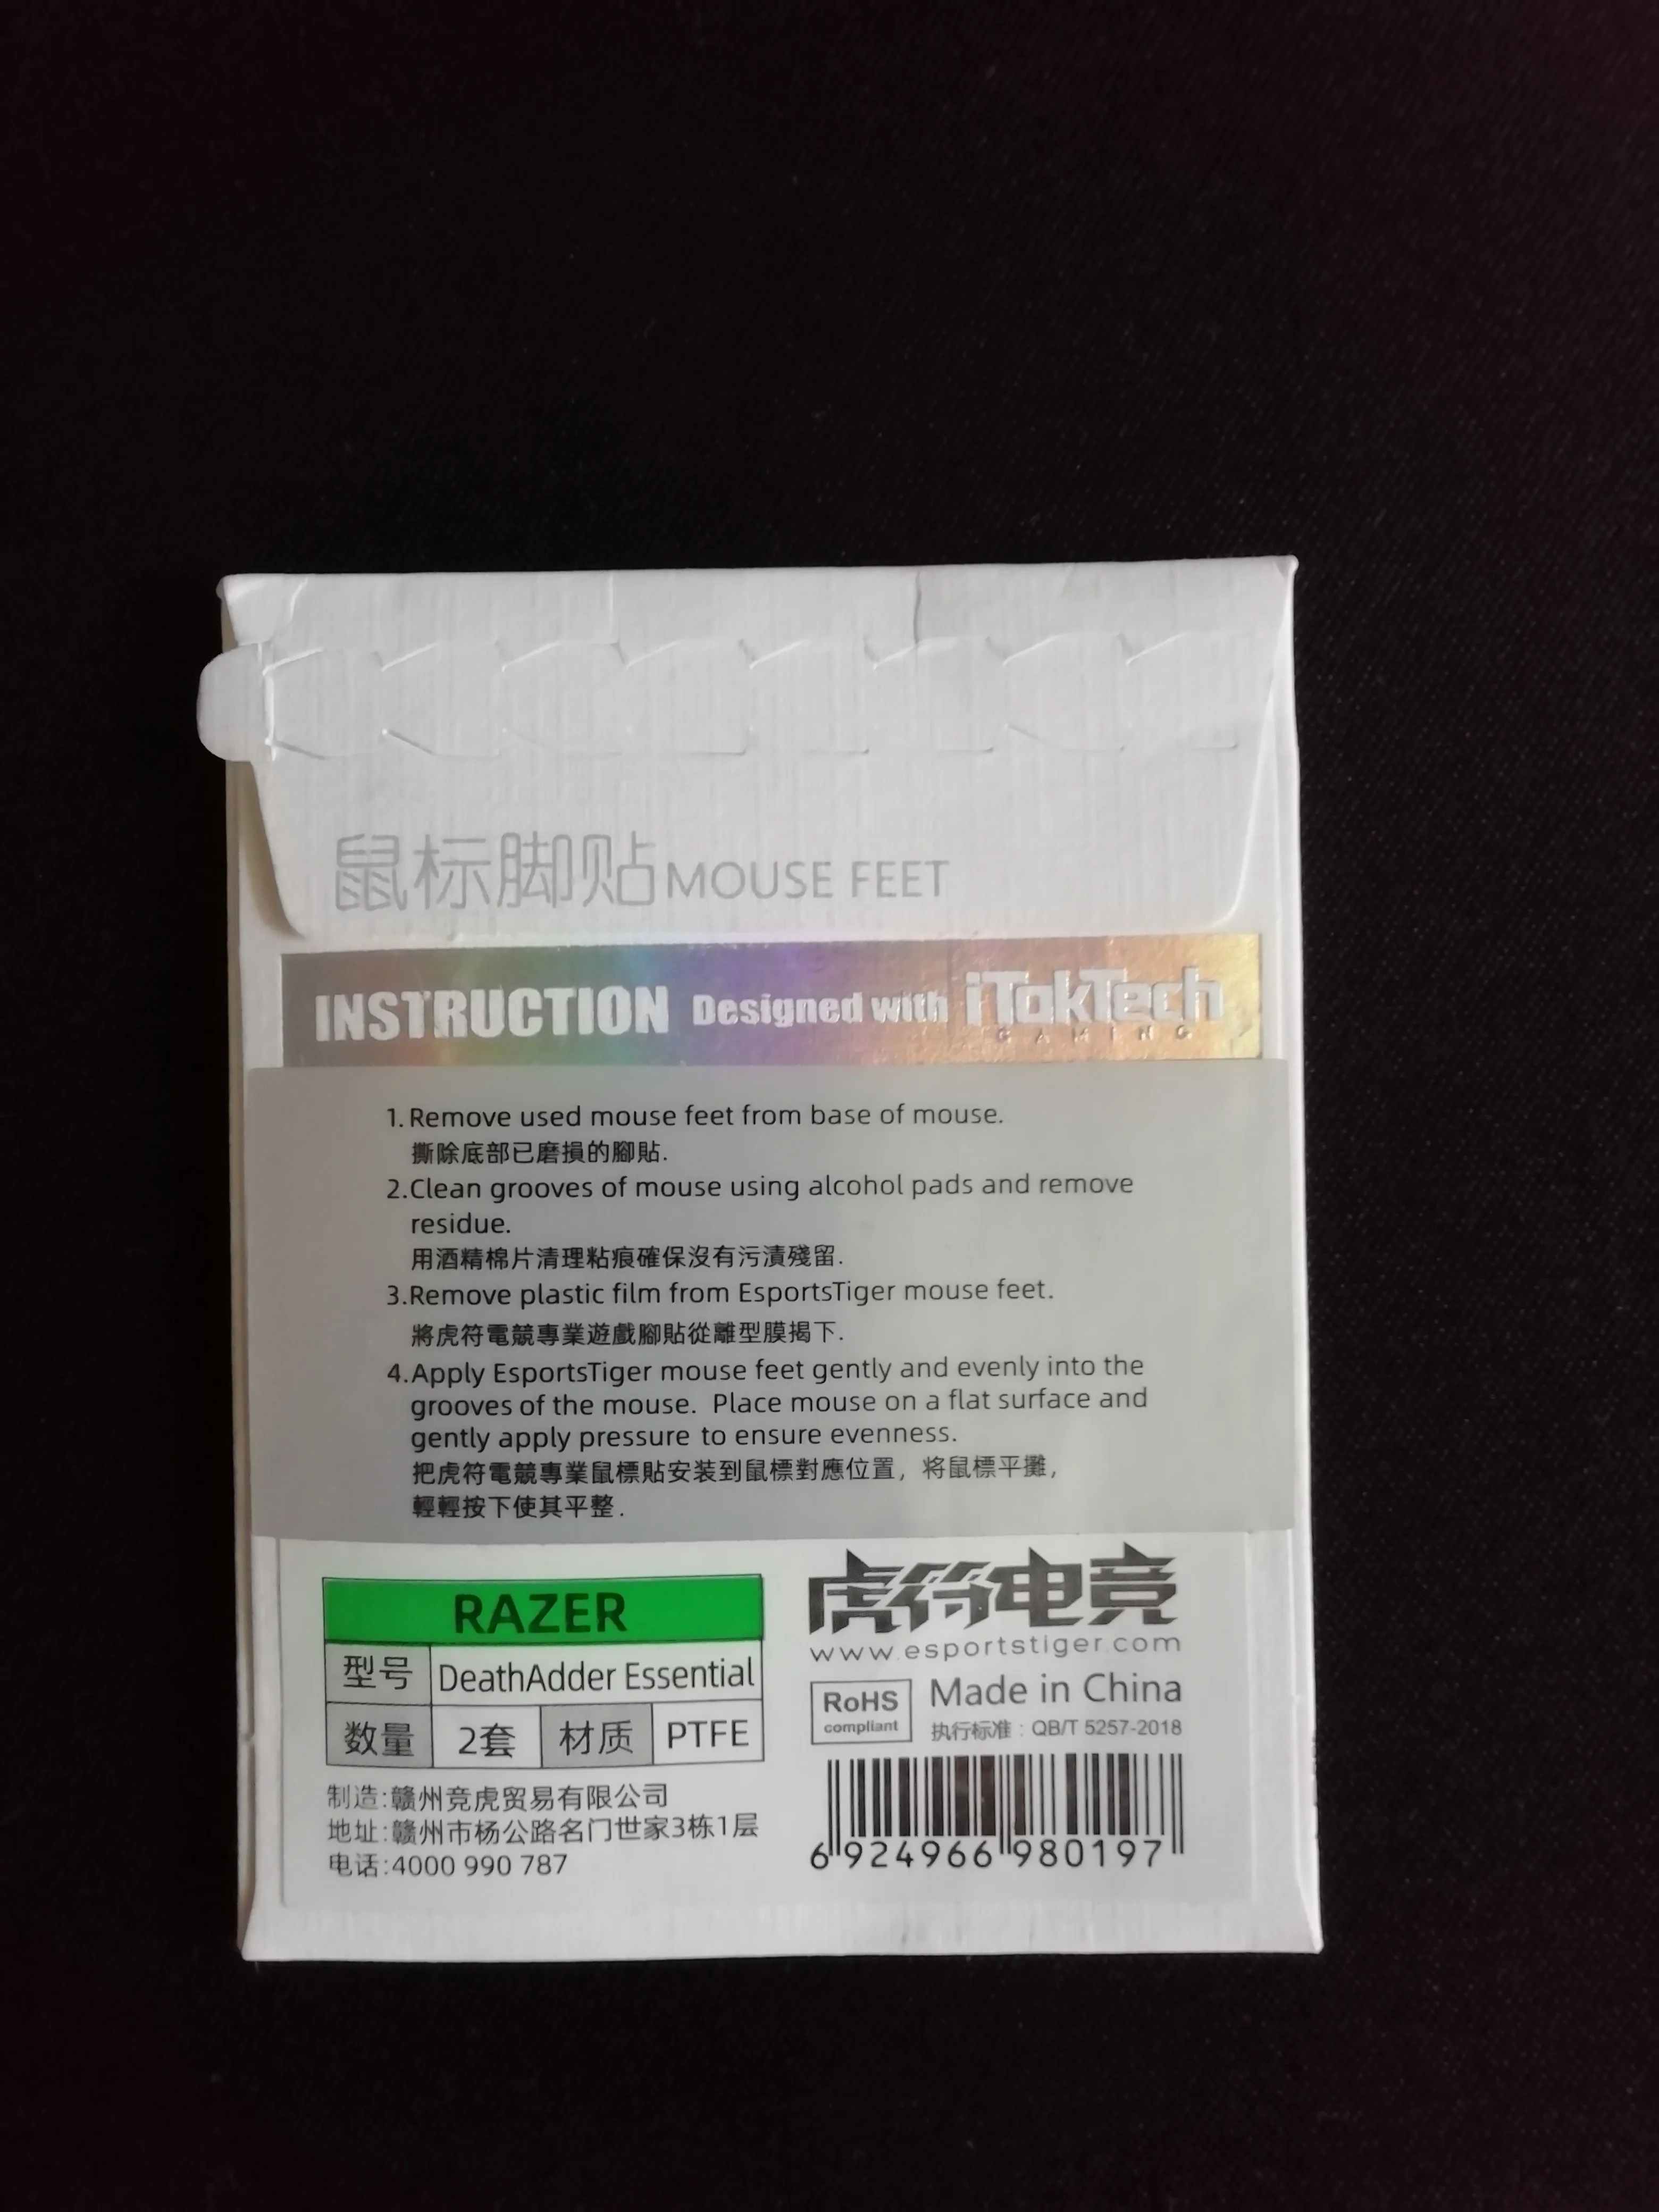 鼠标脚贴MOUSE FEET
INSTRUCTION Designed with iTakTech
GAMING
1.Remove used mouse feet from base of mouse.
撕除底部已磨損的腳貼.
2.Clean grooves of mouse using alcohol pads and remove
residue.
用酒精棉片清理粘痕確保沒有污漬殘留.
3.Remove plastic film from EsportsTiger mouse feet.
將虎符電競專業遊戲腳貼從離型膜揭下.
4.Apply EsportsTiger mouse feet gently and evenly into the
grooves of the mouse. Place mouse on a flat surface and
gently apply pressure to ensure evenness.
把虎符電競專業鼠標貼安装到鼠標對應位置，将鼠標平攤，
輕輕按下使其平整.
RAZER
型号 DeathAdder Essential
数量 2套 材质 PTFE
制造:赣州竞虎贸易有限公司
地址:赣州市杨公路名门世家3栋1层
电话:4000 990 787
虎符电竞
www.esportstiger.com
RoHS
compliant
Made in China
执行标准：QB/T 5257-2018
6 924966 980197